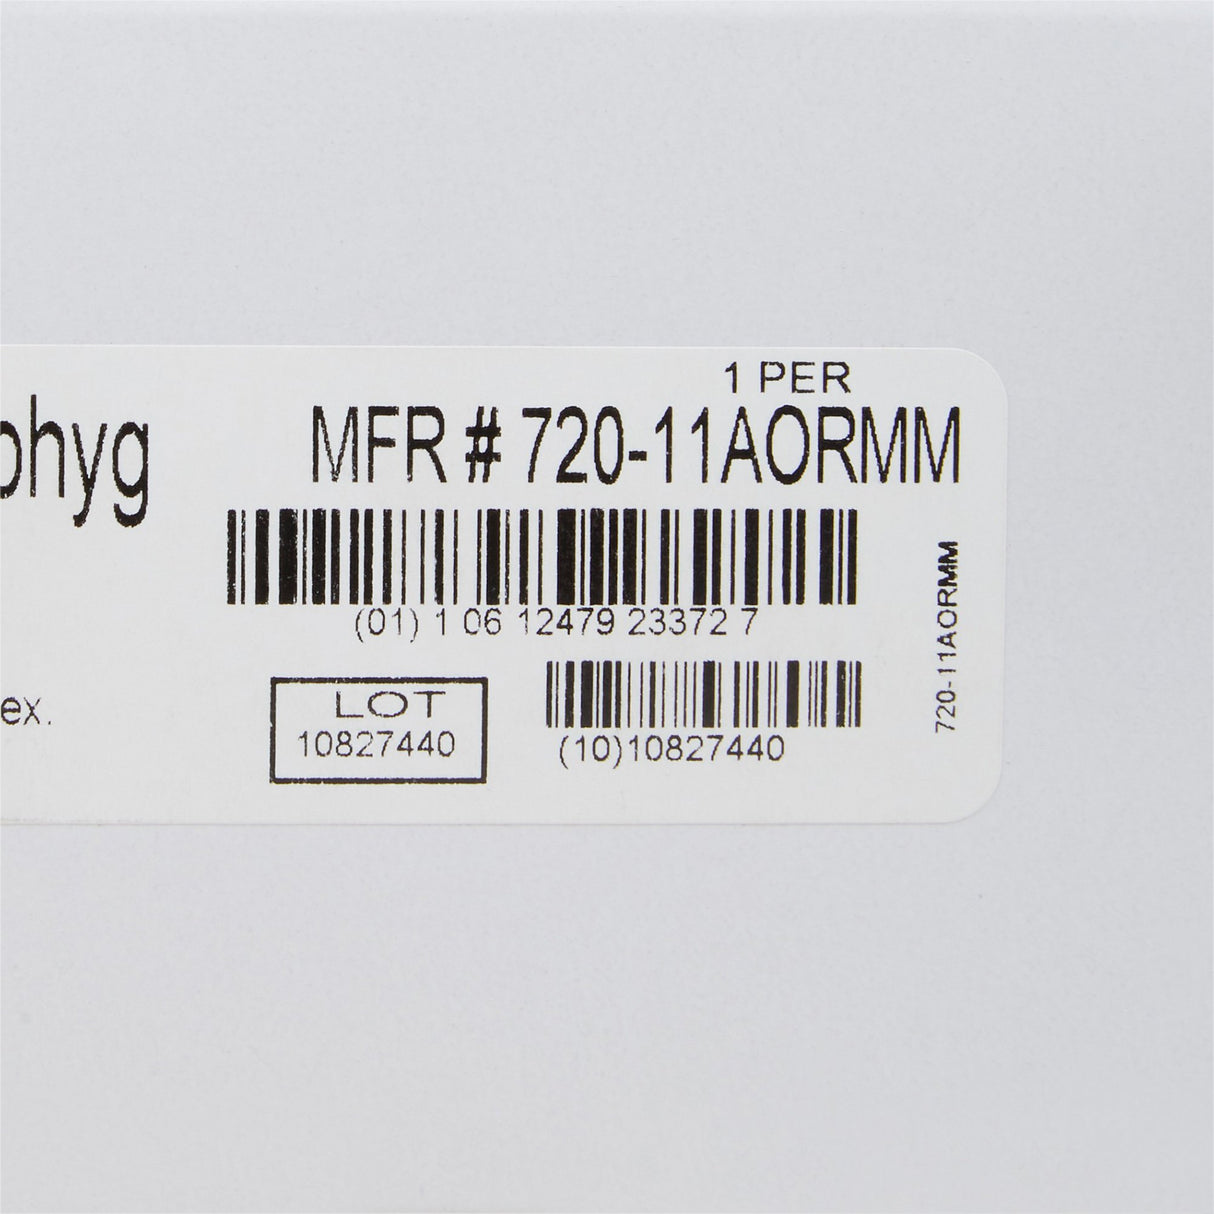 1 PER
phyg MFR # 720-11AORMM
(01) 1 06 12479 23372 7
720-11AORMM
ex.
LOT
10827440
(10)10827440